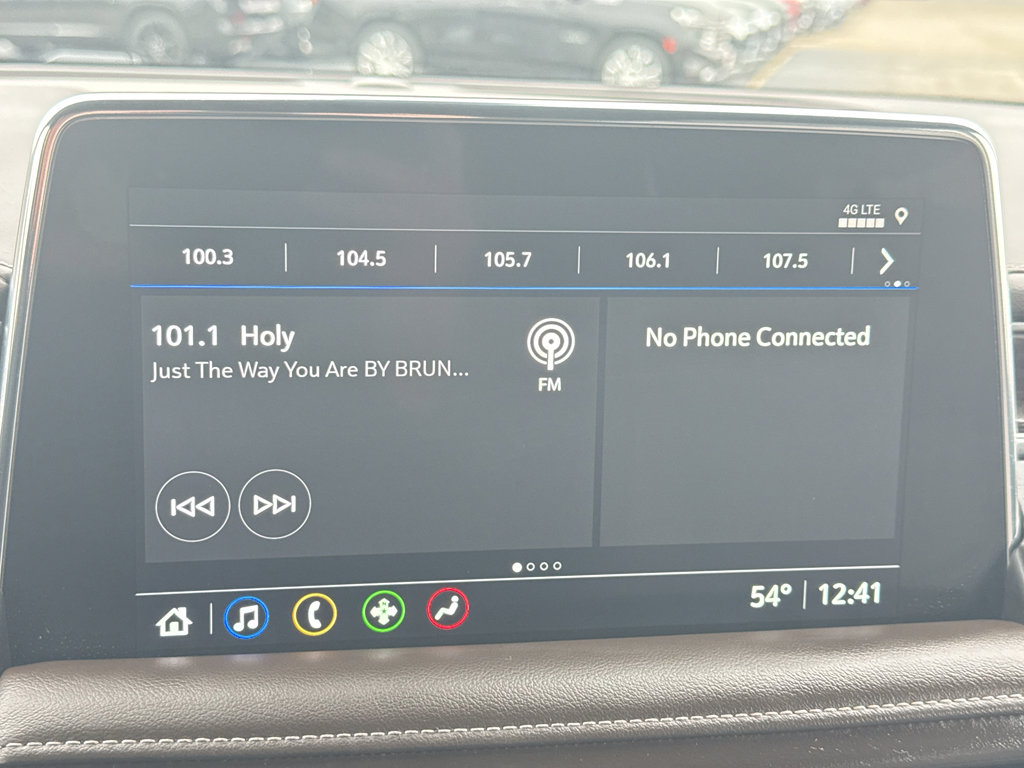 4G LTE
100.3 104.5 105.7 106.1 107.5
101.1 Holy
Just The Way You Are BY BRUN...
FM
No Phone Connected
54° 12:41